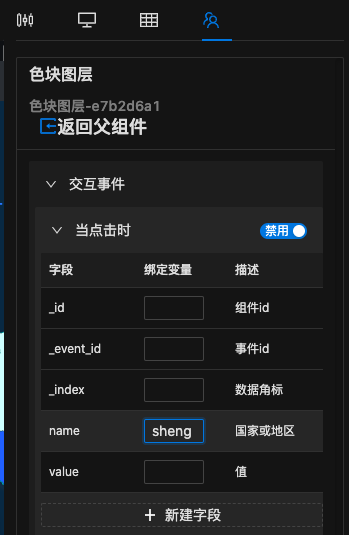 色块图层
色块图层-e7b2d6a1
返回父组件
交互事件
当点击时 禁用
字段 绑定变量 描述
_id 组件id
_event_id 事件id
_index 数据角标
name sheng 国家或地区
value 值
+ 新建字段